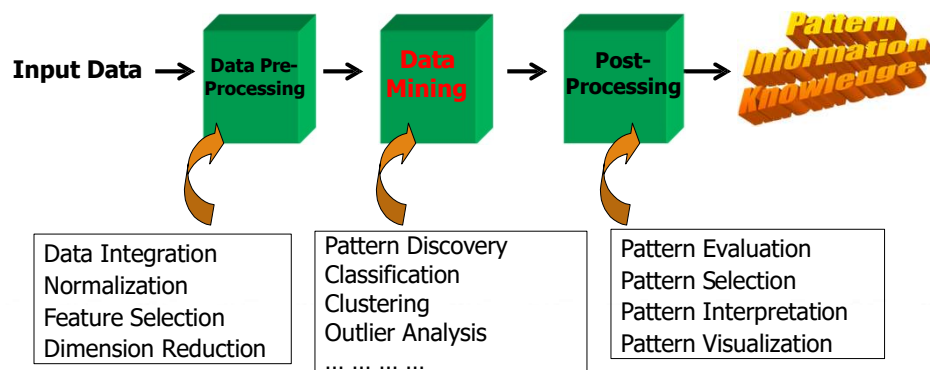 Input Data
Data Pre-
Processing
Data
Mining
Post-
Processing
Pattern
Information
Knowledge
Data Integration
Normalization
Feature Selection
Dimension Reduction
Pattern Discovery
Classification
Clustering
Outlier Analysis
… … … …
Pattern Evaluation
Pattern Selection
Pattern Interpretation
Pattern Visualization